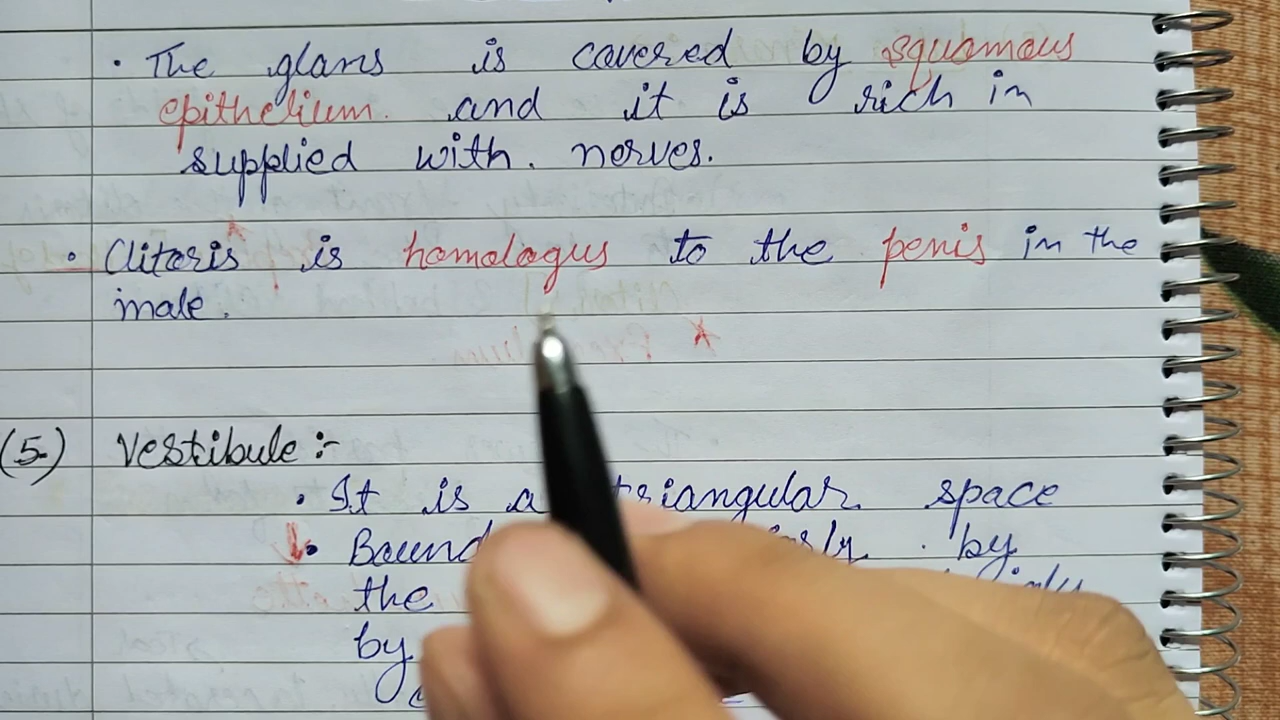 · The glans is covered by squamous
epithelium. and it is rich in
supplied with. nerves.
· Clitoris is homologus to the penis in the
male.
(5.) Vestibule :-
· It is a triangular space
· Bound by
the
by